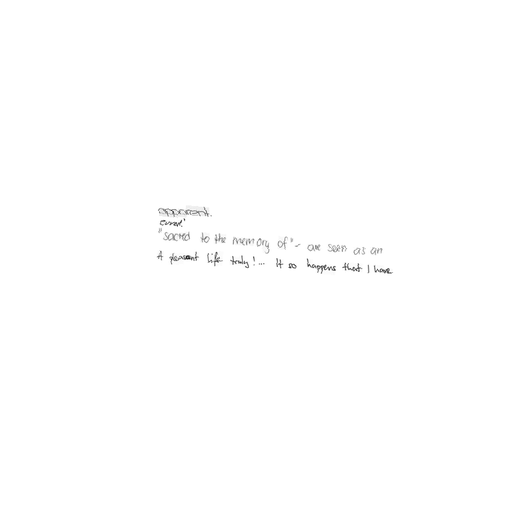 "sacred to the memory of" - are seen as an
A pleasant life truly!... It so happens that I have